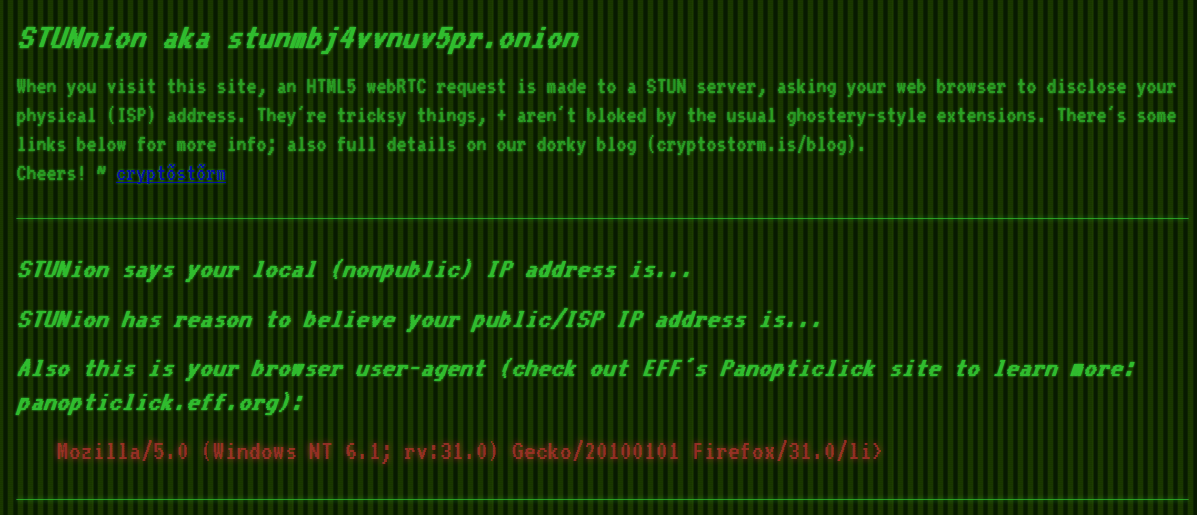 STUNnion aka stunmbj4vvnuv5pr.onion
When you visit this site, an HTML5 webRTC request is made to a STUN server, asking your web browser to disclose your
physical (ISP) address. They´re tricksy things, + aren´t bloked by the usual ghostery-style extensions. There´s some
links below for more info; also full details on our dorky blog (cryptostorm.is/blog).
Cheers! " cryptöstörm
STUNion says your local (nonpublic) IP address is...
STUNion has reason to believe your public/ISP IP address is...
Also this is your browser user-agent (check out EFF´s Panopticlick site to learn more:
panopticlick.eff.org):
Mozilla/5.0 (Windows NT 6.1; rv:31.0) Gecko/20100101 Firefox/31.0/li>